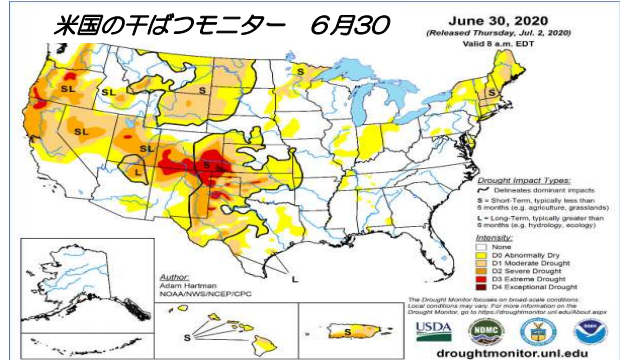 米国の干ばつモニター　６月３０
June 30, 2020
(Released Thursday, Jul. 2, 2020)
Valid 8 a.m. EDT
S
S
S
SL
SL
SL
SL
S
L
L
Drought Impact Types:
Delineates dominant impacts
S = Short-Term, typically less than
6 months (e.g. agriculture, grasslands)
L = Long-Term, typically greater than
6 months (e.g. hydrology, ecology)
Intensity:
None
D0 Abnormally Dry
D1 Moderate Drought
D2 Severe Drought
D3 Extreme Drought
D4 Exceptional Drought
Author:
Adam Hartman
NOAA/NWS/NCEP/CPC
S
S
The Drought Monitor focuses on broad-scale conditions.
Local conditions may vary. For more information on the
Drought Monitor, go to https://droughtmonitor.unl.edu/About.aspx
USDA
NDMC
droughtmonitor.unl.edu